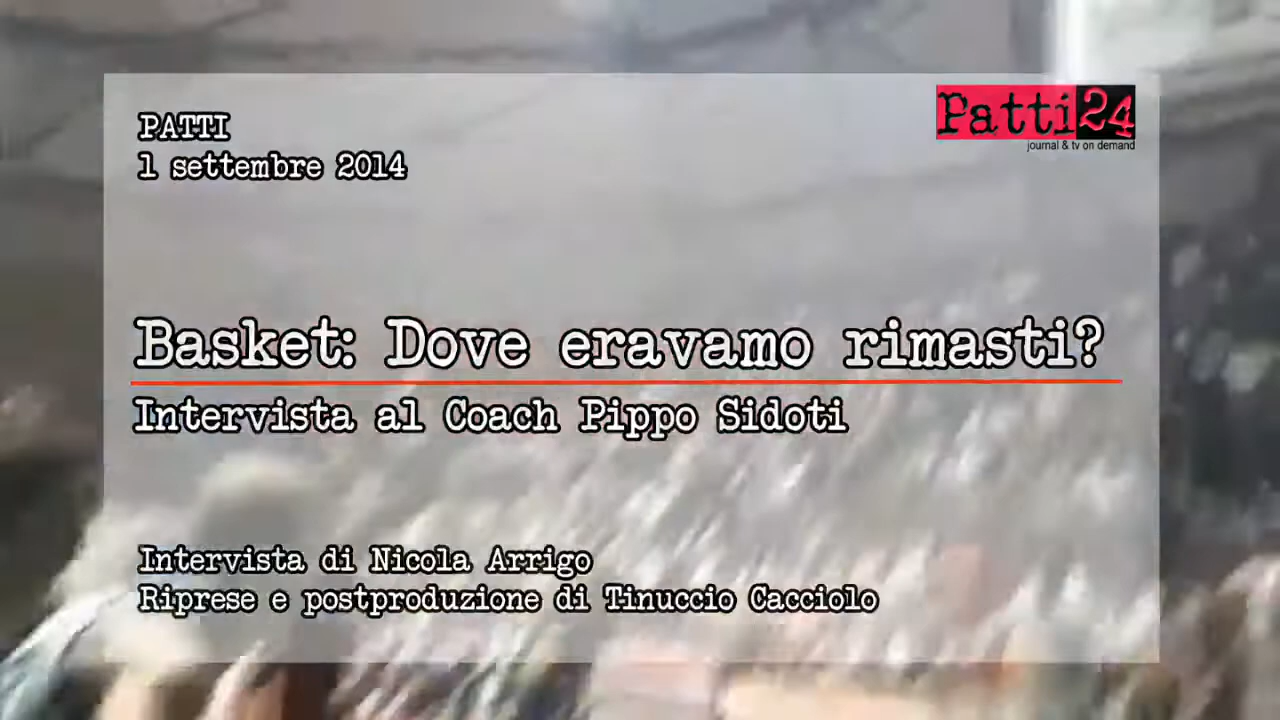 PATTI
1 settembre 2014
Patti24
journal & tv on demand
Basket: Dove eravamo rimasti?
Intervista al Coach Pippo Sidoti
Intervista di Nicola Arrigo
Riprese e postproduzione di Tinuccio Cacciolo